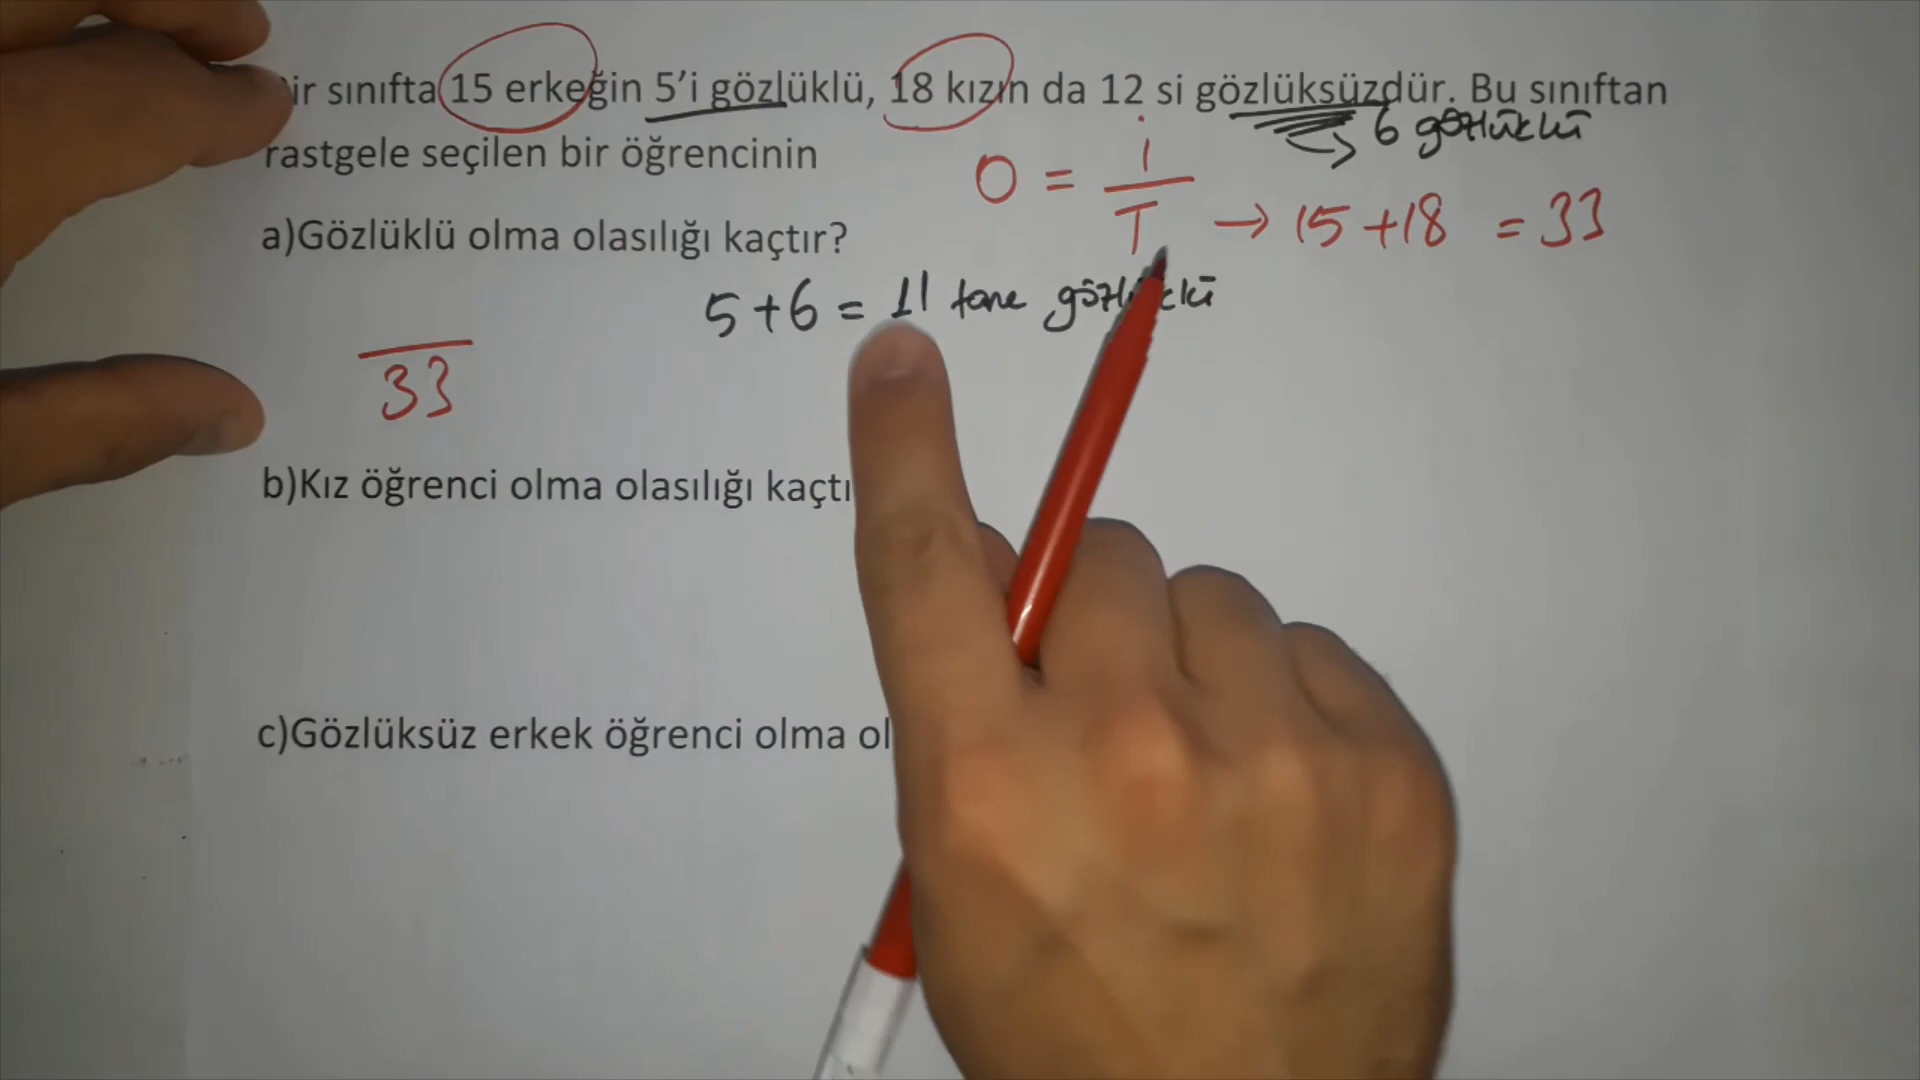 ir sınıfta 15 erkeğin 5'i gözlüklü, 18 kızın da 12 si gözlüksüzdür. Bu sınıftan
6 gözlüklü
rastgele seçilen bir öğrencinin
O = i / T → 15 + 18 = 33
a)Gözlüklü olma olasılığı kaçtır?
5 + 6 = 11 tane gözlüklü
33
b)Kız öğrenci olma olasılığı kaçtı
c)Gözlüksüz erkek öğrenci olma ol